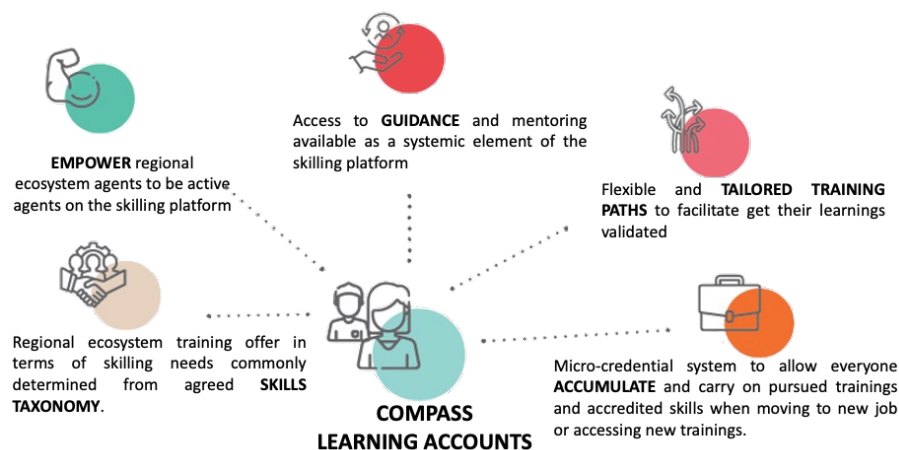 EMPOWER regional
ecosystem agents to be active
agents on the skilling platform
Access to GUIDANCE and mentoring
available as a systemic element of the
skilling platform
Flexible and TAILORED TRAINING
PATHS to facilitate get their learnings
validated
Regional ecosystem training offer in
terms of skilling needs commonly
determined from agreed SKILLS
TAXONOMY.
Micro-credential system to allow everyone
ACCUMULATE and carry on pursued trainings
and accredited skills when moving to new job
or accessing new trainings.
COMPASS
LEARNING ACCOUNTS